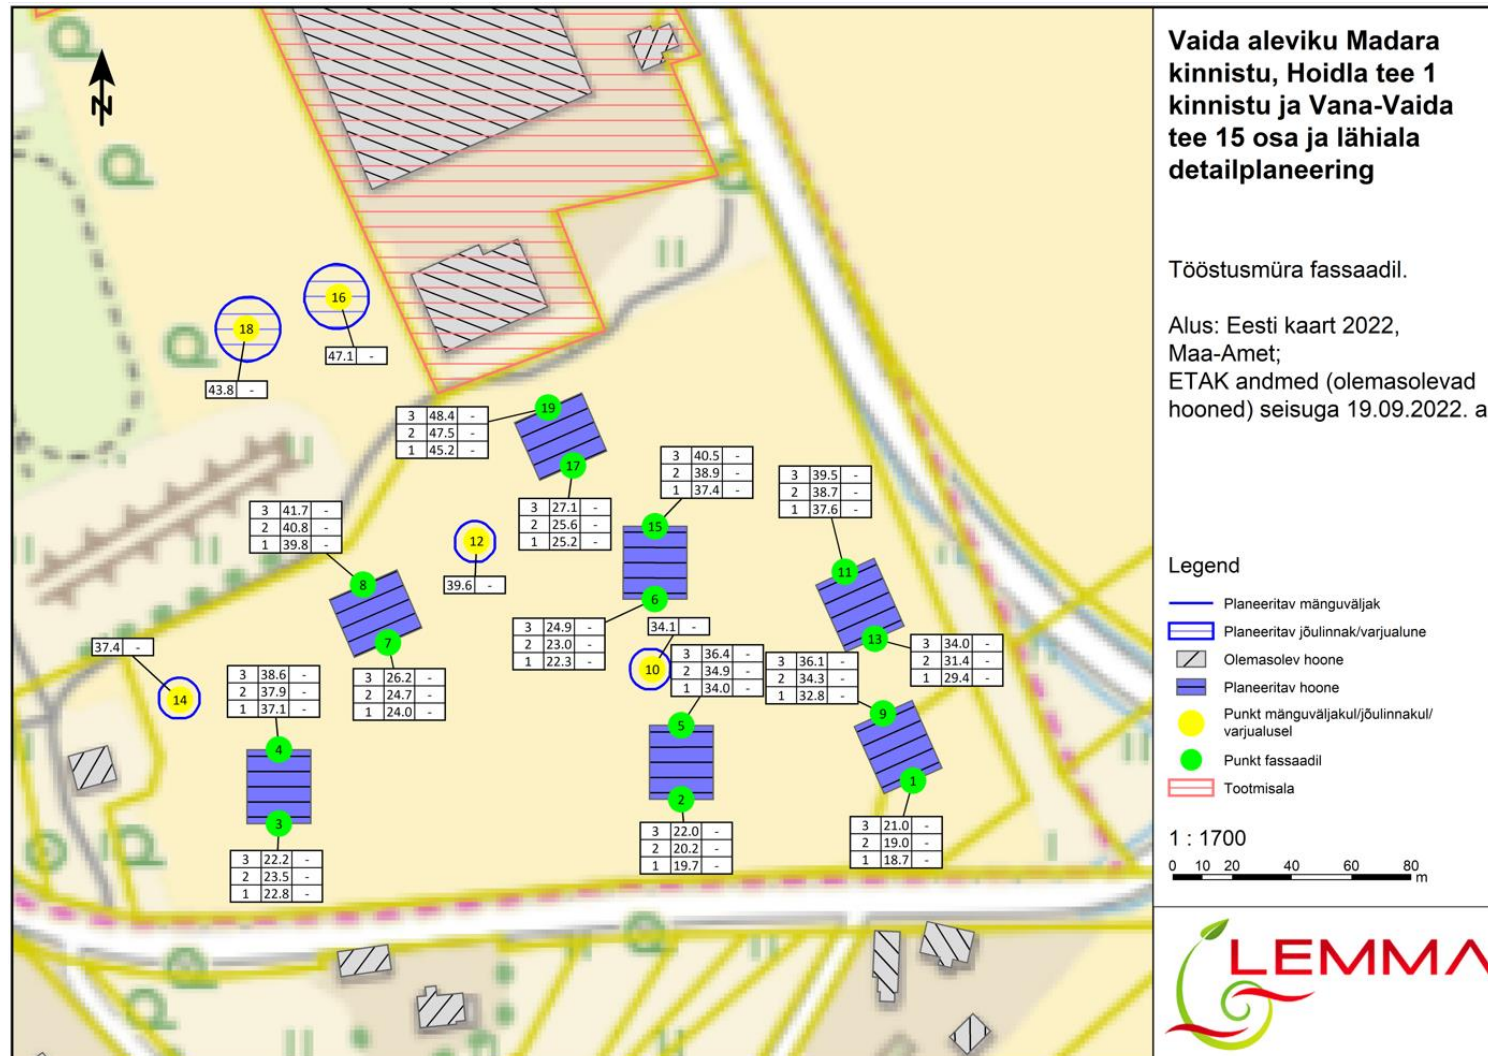 Vaida aleviku Madara
kinnistu, Hoidla tee 1
kinnistu ja Vana-Vaida
tee 15 osa ja lähiala
detailplaneering
Tööstusmüra fassaadil.
Alus: Eesti kaart 2022,
Maa-Amet;
ETAK andmed (olemasolevad
hooned) seisuga 19.09.2022. a
Legend
Planeeritav mänguväljak
Planeeritav jõulinnak/varjualune
Olemasolev hoone
Planeeritav hoone
Punkt mänguväljakul/jõulinnakul/
varjualusel
Punkt fassaadil
Tootmisala
1 : 1700
0 10 20 40 60 80
m
LEMMA
N
16
47.1 -
18
43.8 -
19
3 48.4 -
2 47.5 -
1 45.2 -
17
3 27.1 -
2 25.6 -
1 25.2 -
15
3 40.5 -
2 38.9 -
1 37.4 -
11
3 39.5 -
2 38.7 -
1 37.6 -
8
3 41.7 -
2 40.8 -
1 39.8 -
12
39.6 -
6
3 24.9 -
2 23.0 -
1 22.3 -
10
34.1 -
13
3 34.0 -
2 31.4 -
1 29.4 -
14
37.4 -
7
3 26.2 -
2 24.7 -
1 24.0 -
4
3 38.6 -
2 37.9 -
1 37.1 -
5
3 36.4 -
2 34.9 -
1 34.0 -
9
3 36.1 -
2 34.3 -
1 32.8 -
3
3 22.2 -
2 23.5 -
1 22.8 -
2
3 22.0 -
2 20.2 -
1 19.7 -
1
3 21.0 -
2 19.0 -
1 18.7 -